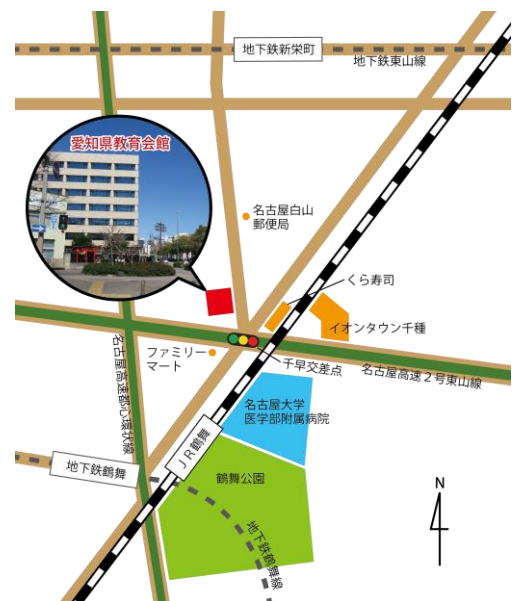 地下鉄新栄町
地下鉄東山線
愛知県教育会館
名古屋白山
郵便局
くら寿司
イオンタウン千種
ファミリー
マート
千早交差点
名古屋高速２号東山線
名古屋高速都心環状線
名古屋大学
医学部附属病院
ＪＲ鶴舞
地下鉄鶴舞
鶴舞公園
地下鉄鶴舞線
N